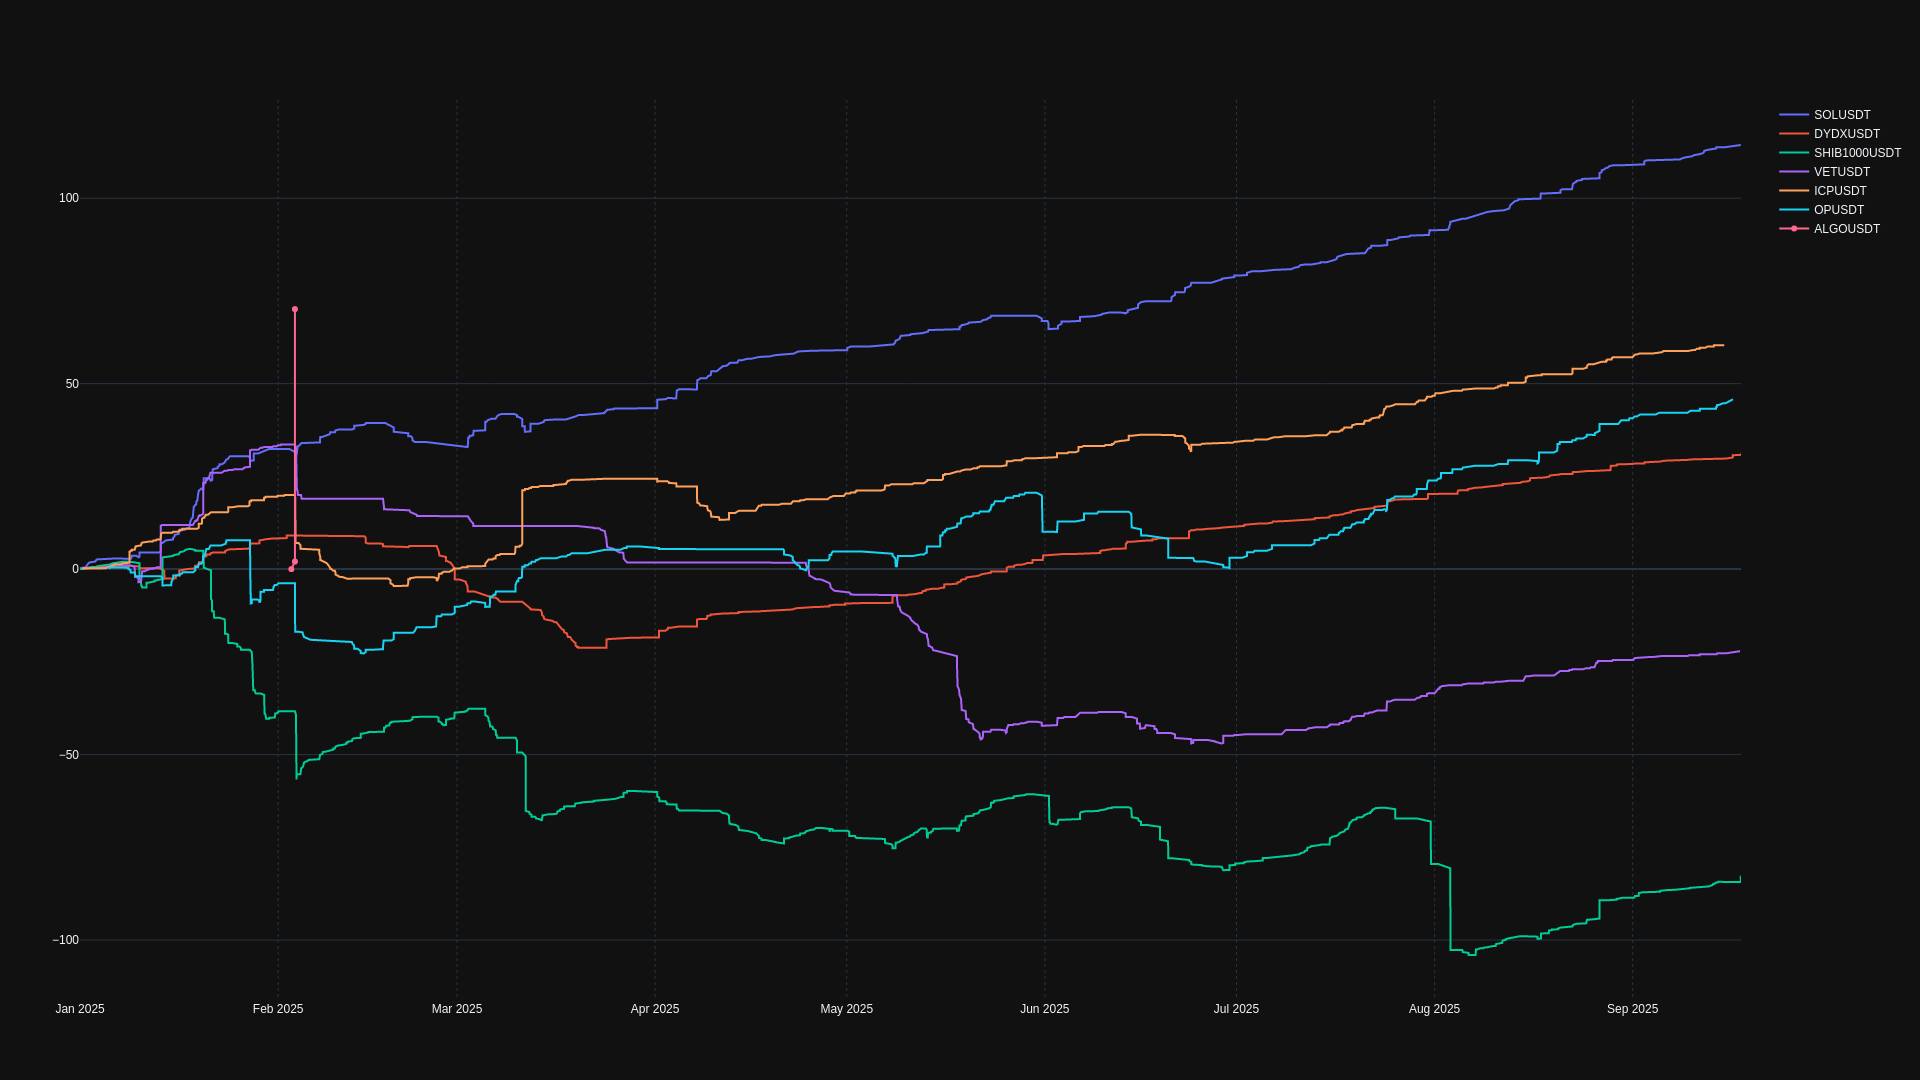 SOLUSDT
DYDXUSDT
SHIB1000USDT
VETUSDT
ICPUSDT
OPUSDT
ALGOUSDT
100
50
0
−50
−100
Jan 2025 Feb 2025 Mar 2025 Apr 2025 May 2025 Jun 2025 Jul 2025 Aug 2025 Sep 2025